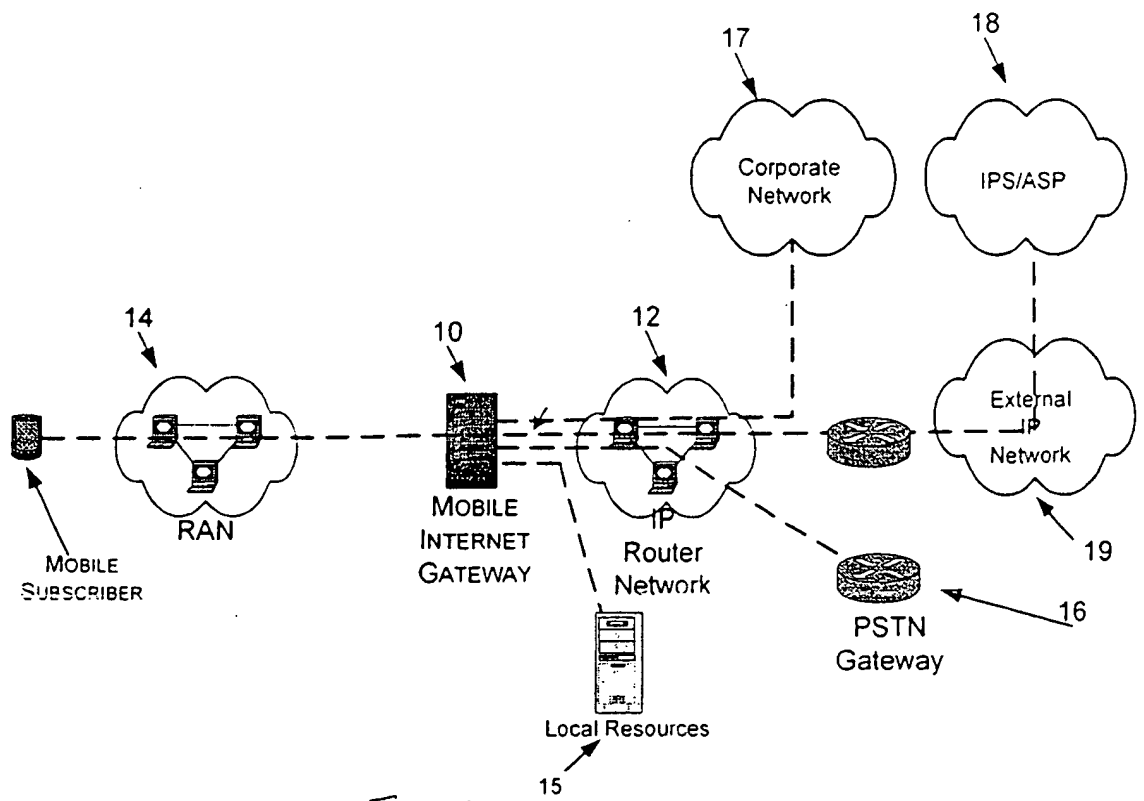 17
18
Corporate
Network
IPS/ASP
14
10
12
External
IP
Network
RAN
MOBILE
INTERNET
GATEWAY
IP
Router
Network
MOBILE
SUBSCRIBER
19
16
PSTN
Gateway
Local Resources
15